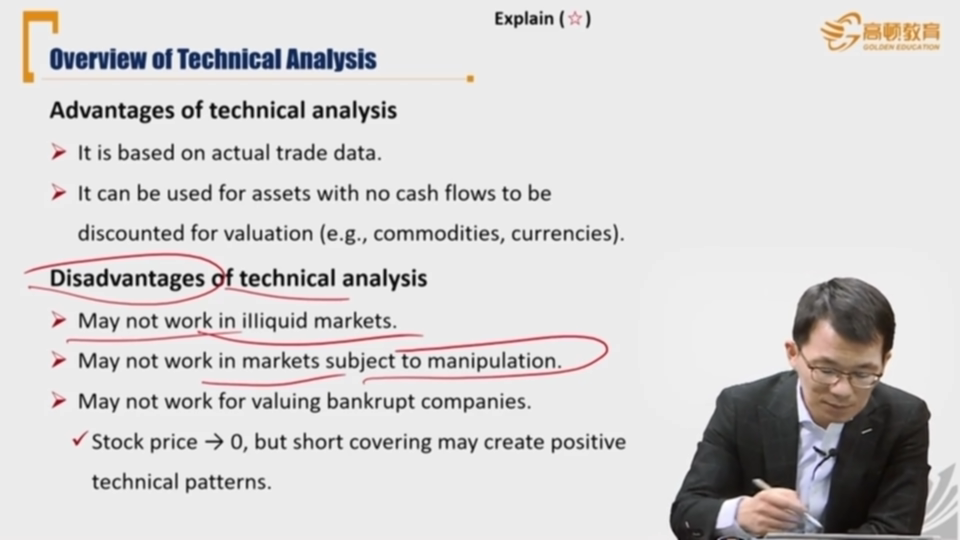 Explain (☆)
高顿教育
GOLDEN EDUCATION
Overview of Technical Analysis
Advantages of technical analysis
➢ It is based on actual trade data.
➢ It can be used for assets with no cash flows to be
discounted for valuation (e.g., commodities, currencies).
Disadvantages of technical analysis
➢ May not work in illiquid markets.
➢ May not work in markets subject to manipulation.
➢ May not work for valuing bankrupt companies.
✓ Stock price → 0, but short covering may create positive
technical patterns.